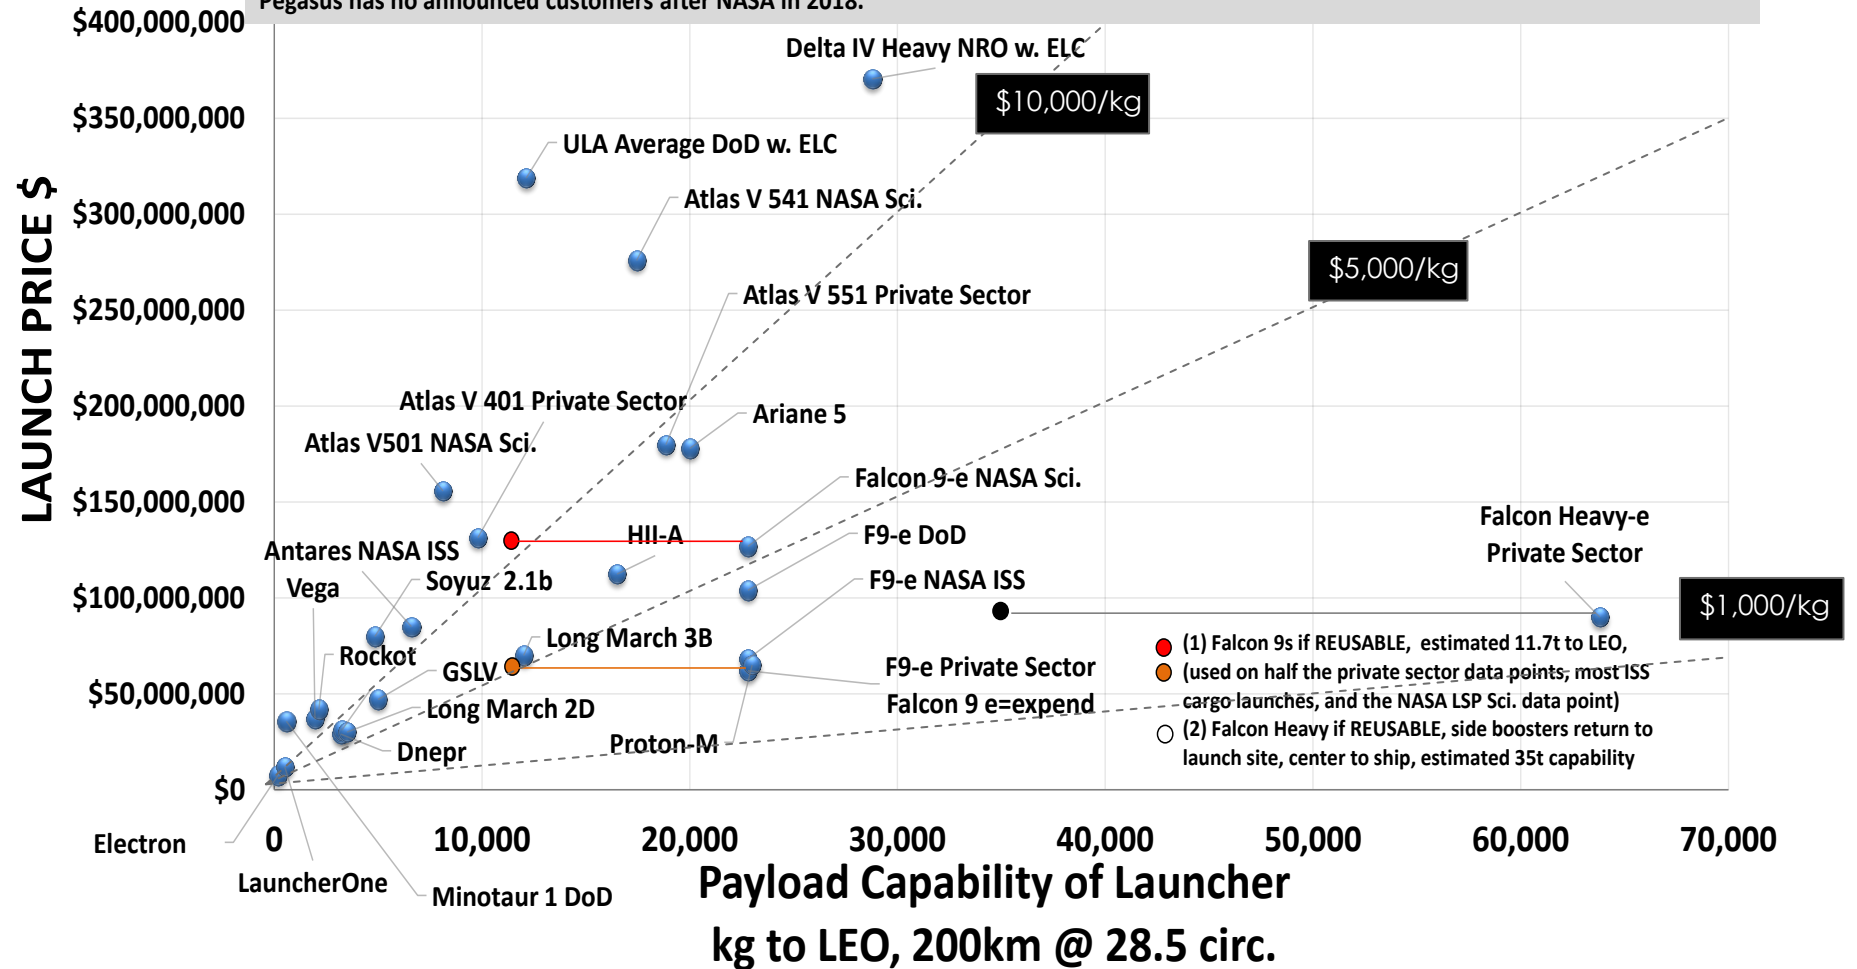 Pegasus has no announced customers after NASA in 2018.
$400,000,000
$350,000,000
$300,000,000
$250,000,000
$200,000,000
$150,000,000
$100,000,000
$50,000,000
$0
LAUNCH PRICE $
Delta IV Heavy NRO w. ELC
$10,000/kg
ULA Average DoD w. ELC
Atlas V 541 NASA Sci.
$5,000/kg
Atlas V 551 Private Sector
Atlas V 401 Private Sector
Ariane 5
Atlas V501 NASA Sci.
Falcon 9-e NASA Sci.
HII-A
F9-e DoD
Falcon Heavy-e
Private Sector
Antares NASA ISS
Soyuz 2.1b
F9-e NASA ISS
Vega
$1,000/kg
Long March 3B
Rockot
GSLV
F9-e Private Sector
Falcon 9 e=expend
Long March 2D
Proton-M
Dnepr
(1) Falcon 9s if REUSABLE, estimated 11.7t to LEO,
(used on half the private sector data points, most ISS
cargo launches, and the NASA LSP Sci. data point)
(2) Falcon Heavy if REUSABLE, side boosters return to
launch site, center to ship, estimated 35t capability
Electron
LauncherOne
Minotaur 1 DoD
0
10,000
20,000
30,000
40,000
50,000
60,000
70,000
Payload Capability of Launcher
kg to LEO, 200km @ 28.5 circ.